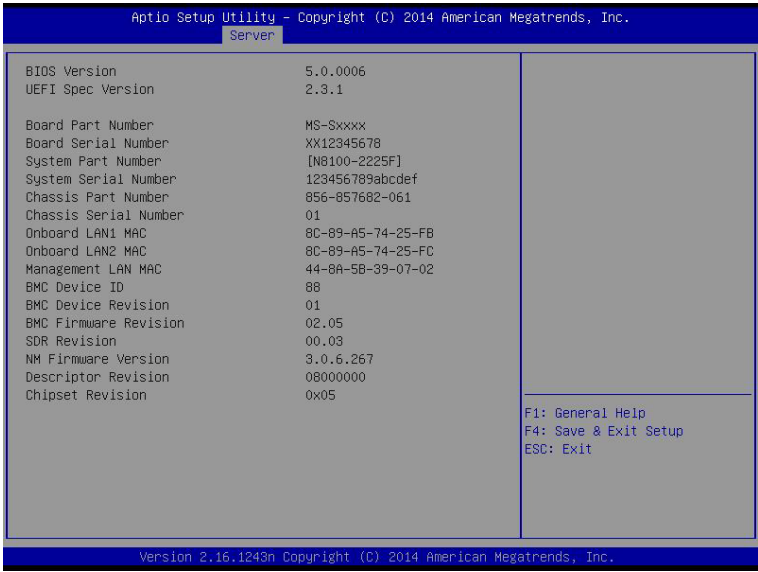 Aptio Setup Utility – Copyright (C) 2014 American Megatrends, Inc.
Server
BIOS Version 5.0.0006
UEFI Spec Version 2.3.1
Board Part Number MS-Sxxxx
Board Serial Number XX12345678
System Part Number [N8100-2225F]
System Serial Number 123456789abcdef
Chassis Part Number 856-857682-061
Chassis Serial Number 01
Onboard LAN1 MAC 8C-89-A5-74-25-FB
Onboard LAN2 MAC 8C-89-A5-74-25-FC
Management LAN MAC 44-8A-5B-39-07-02
BMC Device ID 88
BMC Device Revision 01
BMC Firmware Revision 02.05
SDR Revision 00.03
NM Firmware Version 3.0.6.267
Descriptor Revision 08000000
Chipset Revision 0x05
F1: General Help
F4: Save & Exit Setup
ESC: Exit
Version 2.16.1243n Copyright (C) 2014 American Megatrends, Inc.